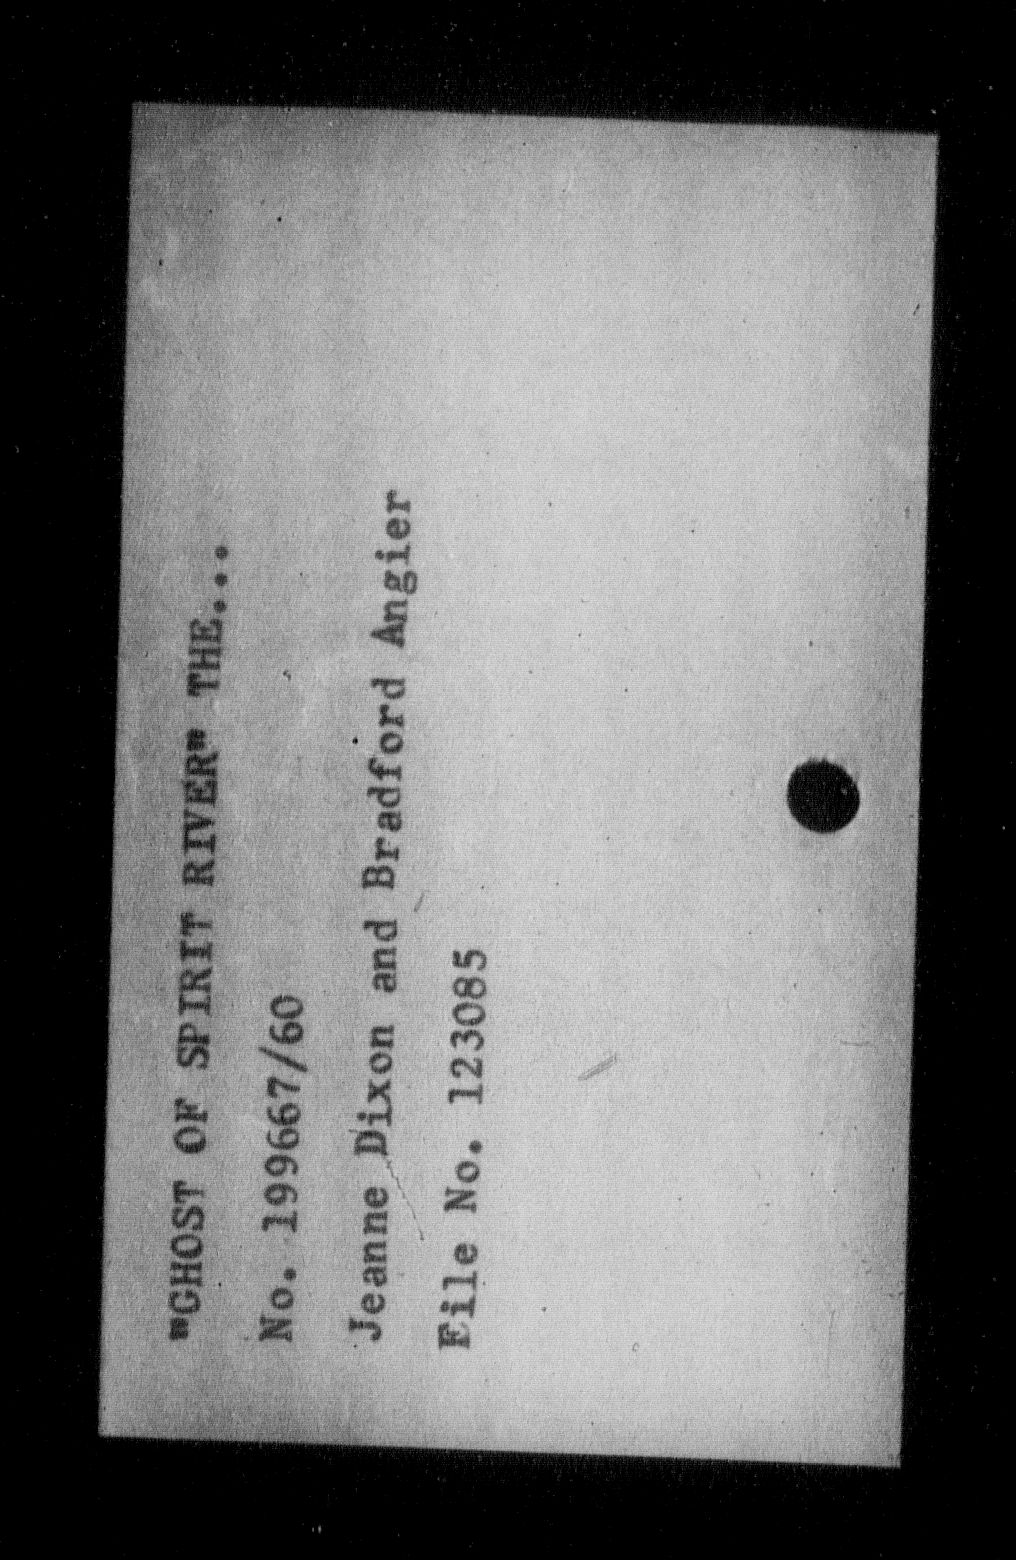 "GHOST OF SPIRIT RIVER" THE...
No. 199667/60
Jeanne Dixon and Bradford Angier
File No. 123085